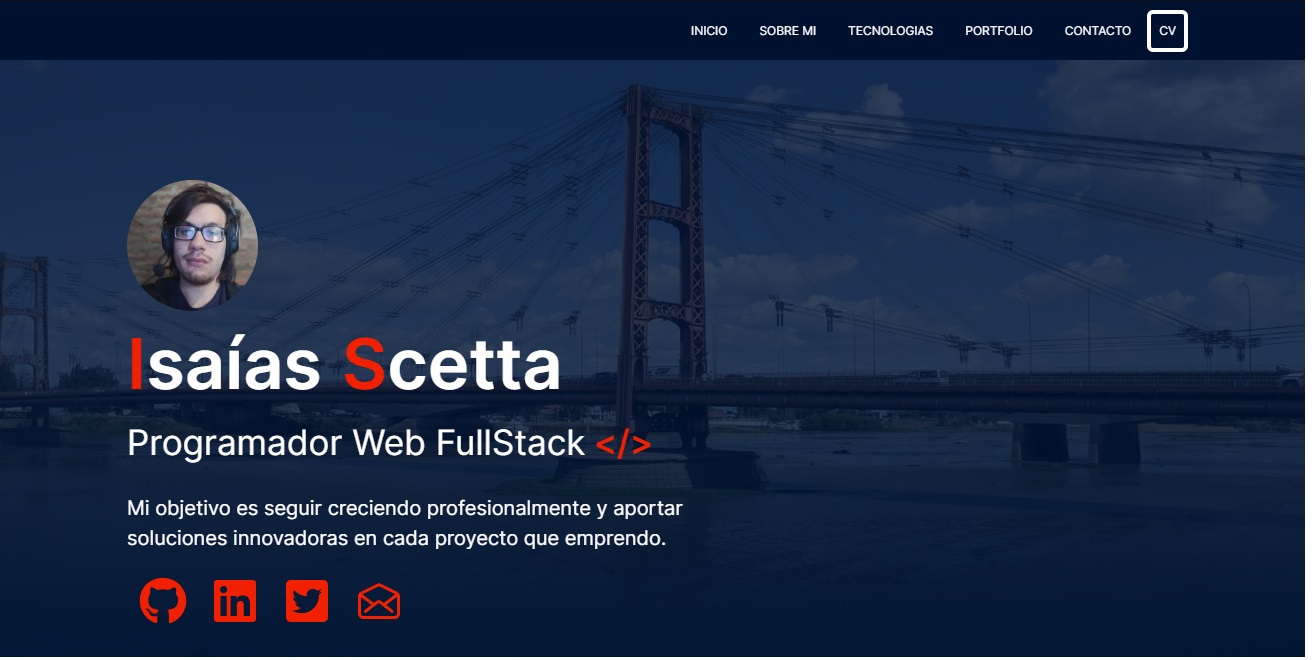 INICIO SOBRE MI TECNOLOGIAS PORTFOLIO CONTACTO CV
Isaías Scetta
Programador Web FullStack </>
Mi objetivo es seguir creciendo profesionalmente y aportar
soluciones innovadoras en cada proyecto que emprendo.
in